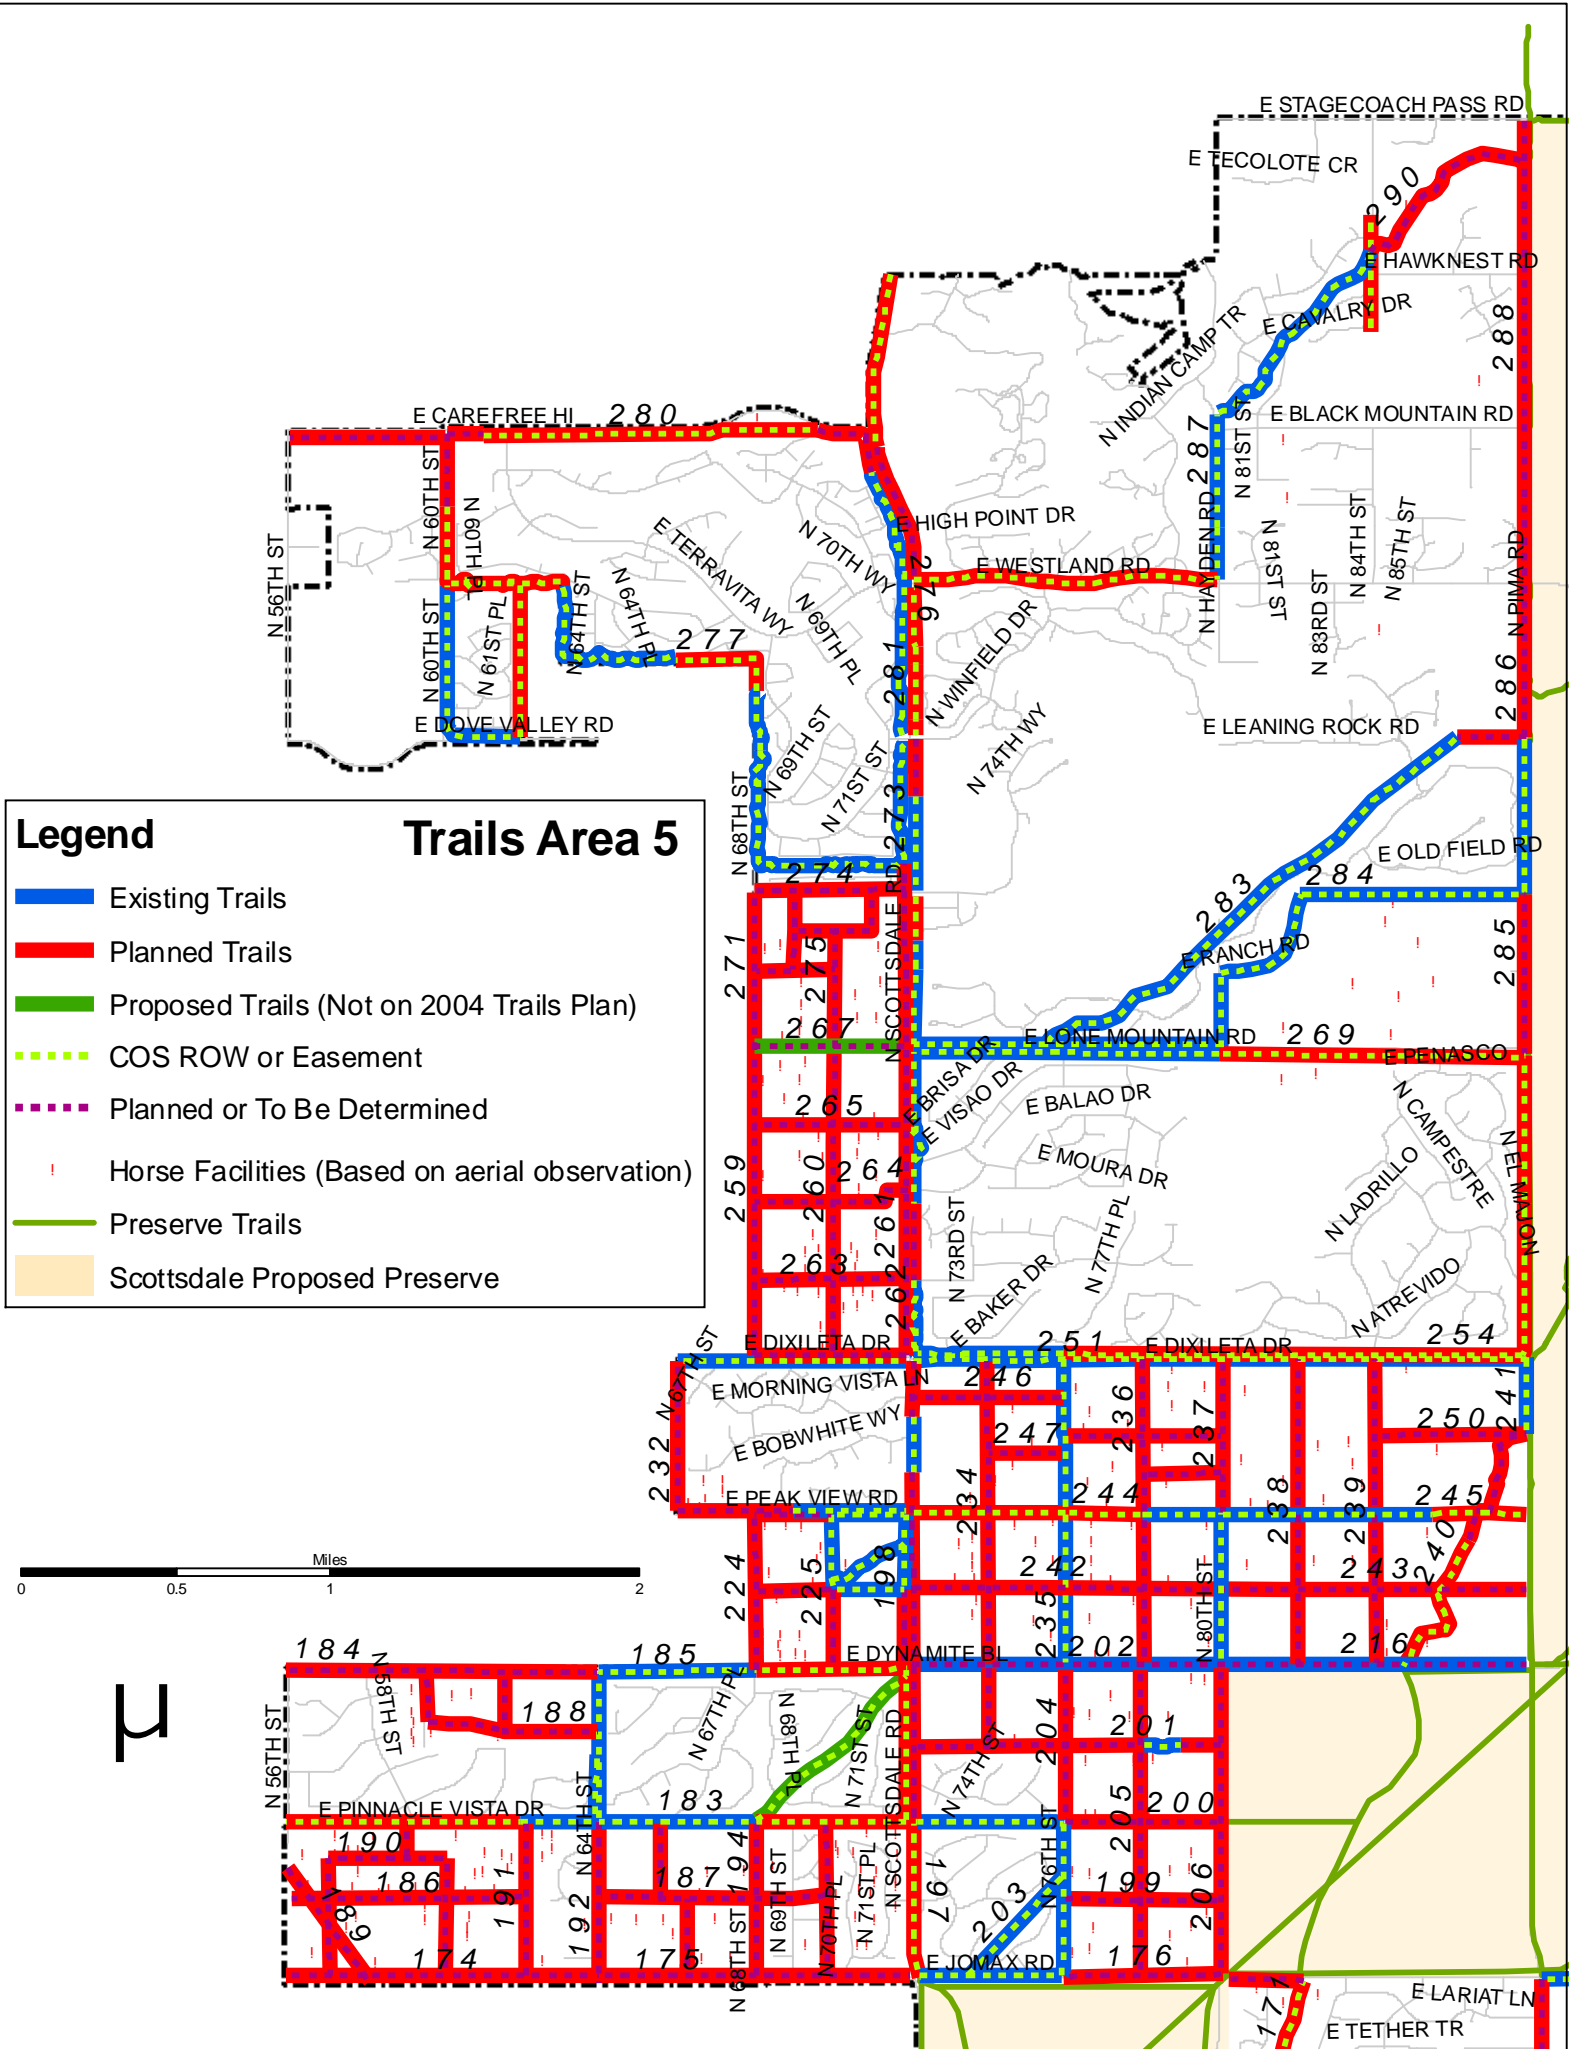 E STAGECOACH PASS RD
E TECOLOTE CR
290
E HAWKNEST RD
E CAVALRY DR
288
N INDIAN CAMP TR
E CAREFREE HI
280
287
N 81ST ST
E BLACK MOUNTAIN RD
N 60TH ST
N 60TH PL
E TERRAVITA WY
N 70TH WY
E HIGH POINT DR
276
E WESTLAND RD
N HAYDEN RD
N 81ST ST
N 84TH ST
N 85TH ST
N PIMA RD
N 56TH ST
N 60TH ST
N 61ST PL
N 64TH ST
N 64TH PL
277
N 69TH PL
281
N WINFIELD DR
N 83RD ST
286
E DOVE VALLEY RD
N 69TH ST
N 71ST ST
N 74TH WY
E LEANING ROCK RD
N 68TH ST
273
Legend
Trails Area 5
Existing Trails
Planned Trails
Proposed Trails (Not on 2004 Trails Plan)
COS ROW or Easement
Planned or To Be Determined
Horse Facilities (Based on aerial observation)
Preserve Trails
Scottsdale Proposed Preserve
E OLD FIELD RD
274
283
284
271
275
N SCOTTSDALE RD
E RANCH RD
285
267
E LONE MOUNTAIN RD
269
E PENASCO
E BRISA DR
E VISAO DR
265
E BALAO DR
N CAMPESTRE
259
260
264
E MOURA DR
N LADRILLO
N EL MAJON
261
N 73RD ST
N 77TH PL
263
262
E BAKER DR
N ATREVIDO
N 67TH ST
E DIXILETA DR
251
E DIXILETA DR
254
E MORNING VISTA LN
246
236
237
241
E BOBWHITE WY
247
250
232
E PEAK VIEW RD
234
244
238
239
245
224
225
198
242
243
240
235
N 80TH ST
Miles
0
0.5
1
2
184
N 58TH ST
185
E DYNAMITE BL
202
216
µ
N 56TH ST
188
N 67TH PL
N 68TH PL
N 71ST ST
N SCOTTSDALE RD
N 74TH ST
204
201
E PINNACLE VISTA DR
N 64TH ST
183
205
200
190
186
191
187
194
N 69TH ST
N 71ST PL
N SCOTTSDALE RD
197
N 76TH ST
199
206
189
192
203
174
175
N 68TH ST
N 70TH PL
E JOMAX RD
176
171
E LARIAT LN
E TETHER TR